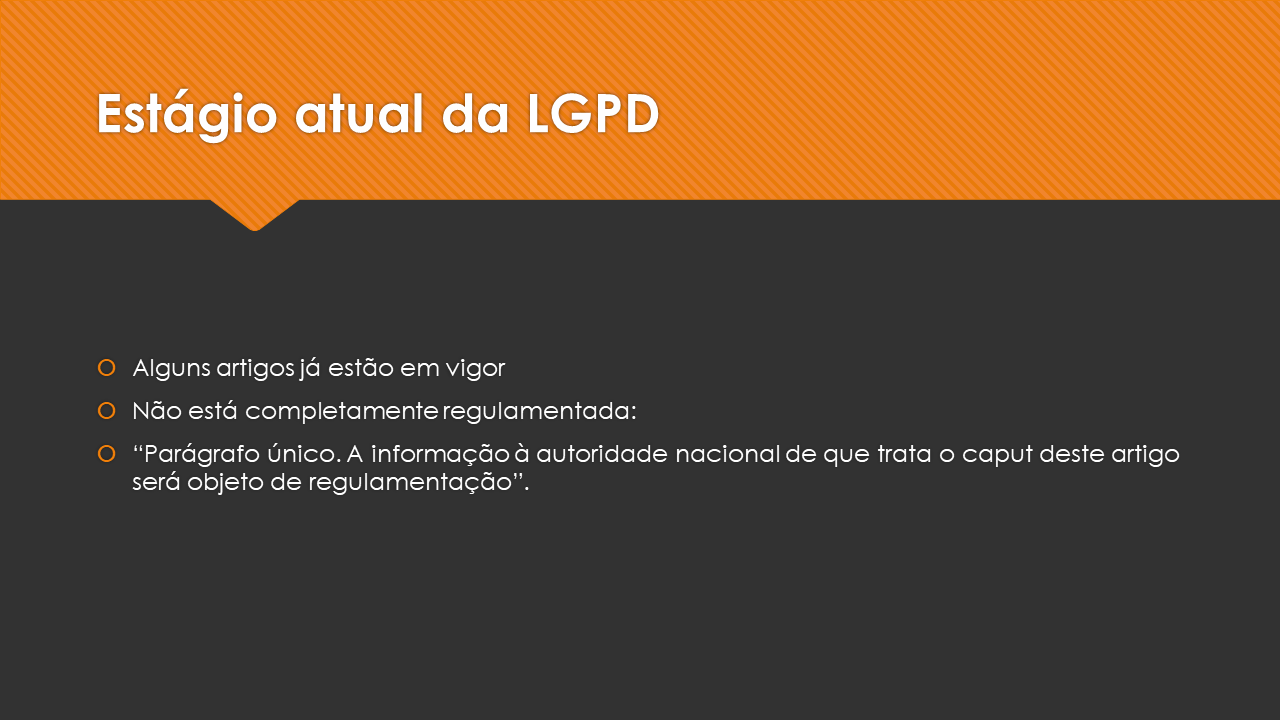 Estágio atual da LGPD
Alguns artigos já estão em vigor
Não está completamente regulamentada:
“Parágrafo único. A informação à autoridade nacional de que trata o caput deste artigo
será objeto de regulamentação”.